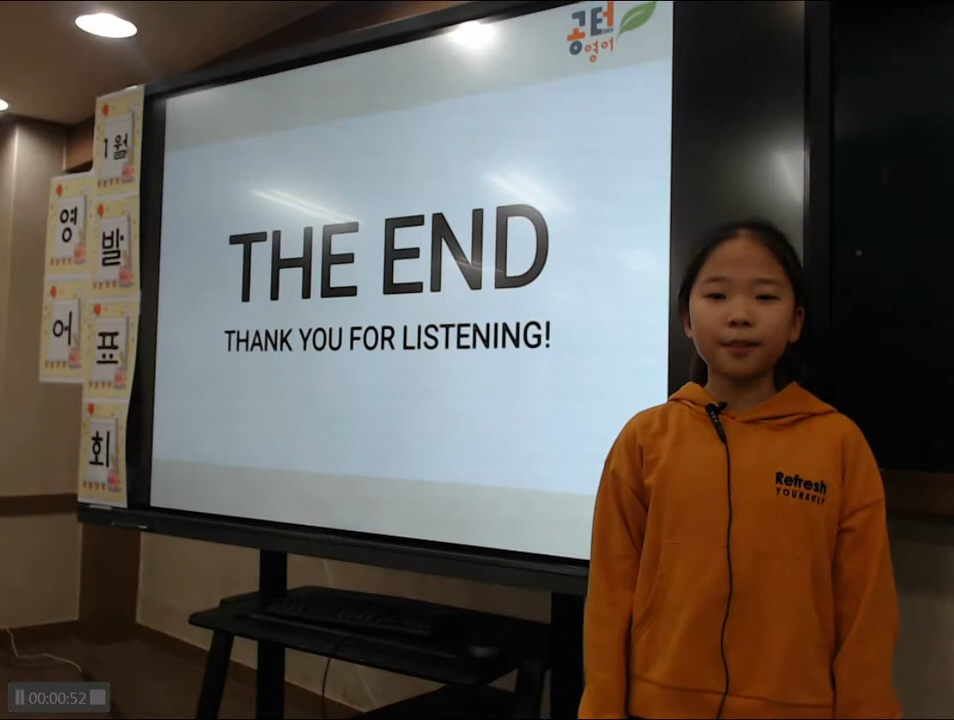 1월
영어
발표회
공터
영어
THE END
THANK YOU FOR LISTENING!
Refresh
YOURSELF
00:00:52